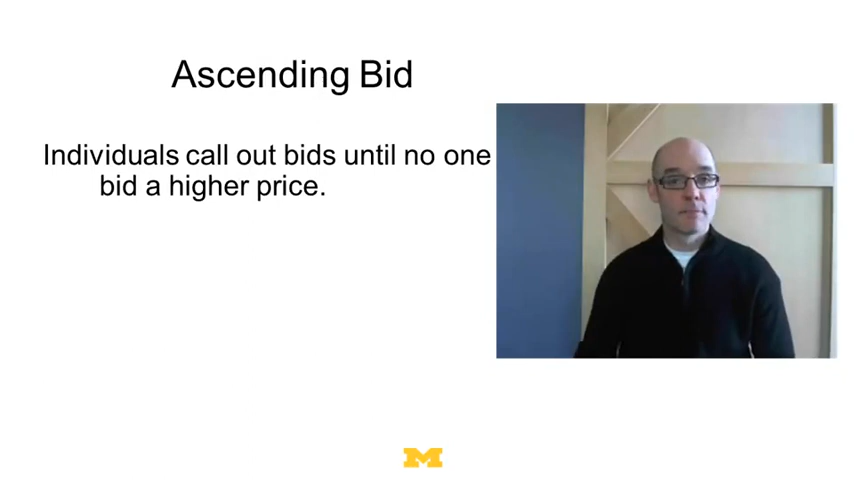 Ascending Bid
Individuals call out bids until no one
bid a higher price.
M